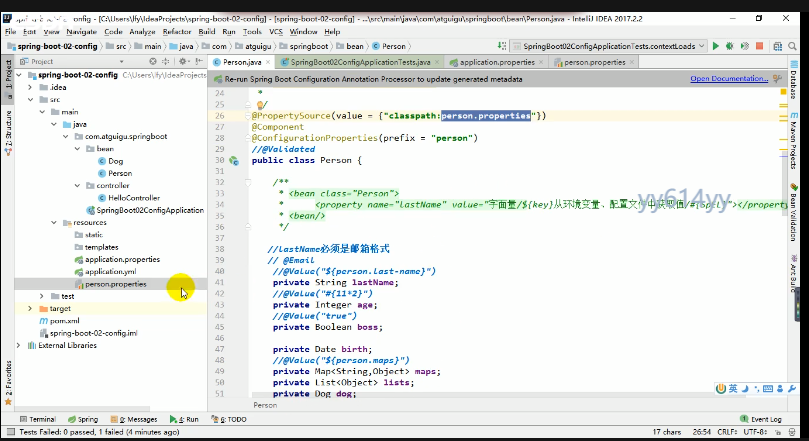 onfig - [C:\Users\lfy\IdeaProjects\spring-boot-02-config] - [spring-boot-02-config] - ...\src\main\java\com\atguigu\springboot\bean\Person.java - IntelliJ IDEA 2017.2.2
File Edit View Navigate Code Analyze Refactor Build Run Tools VCS Window Help
spring-boot-02-config src main java com atguigu springboot bean Person SpringBoot02ConfigApplicationTests.contextLoads
Project Person.java SpringBoot02ConfigApplicationTests.java application.properties person.properties
spring-boot-02-config C:\Users\lfy\IdeaProjects
.idea
src
main
java
com.atguigu.springboot
bean
Dog
Person
controller
HelloController
SpringBoot02ConfigApplication
resources
static
templates
application.properties
application.yml
person.properties
test
target
pom.xml
spring-boot-02-config.iml
External Libraries
1: Project
7: Structure
2: Favorites
Re-run Spring Boot Configuration Annotation Processor to update generated metadata Open Documentation...
24 *
25 */
26 @PropertySource(value = {"classpath:person.properties"})
27 @Component
28 @ConfigurationProperties(prefix = "person")
29 //@Validated
30 public class Person {
31
32 /**
33 * <bean class="Person">
34 * <property name="LastName" value="字面量/${key}从环境变量、配置文件中获取值/#{SpEL}"></property
35 * <bean/>
36 */
37
38 //lastName必须是邮箱格式
39 // @Email
40 //@Value("${person.last-name}")
41 private String lastName;
42 //@Value("#{11*2}")
43 private Integer age;
44 //@Value("true")
45 private Boolean boss;
46
47 private Date birth;
48 //@Value("${person.maps}")
49 private Map<String,Object> maps;
50 private List<Object> lists;
51 private Dog dog;
Person
yy614yy
Database
Maven Projects
Bean Validation
Ant Build
英
Terminal Spring 0: Messages 4: Run 6: TODO Event Log
Tests Failed: 0 passed, 1 failed (4 minutes ago) 17 chars 26:54 CRLF÷ UTF-8÷